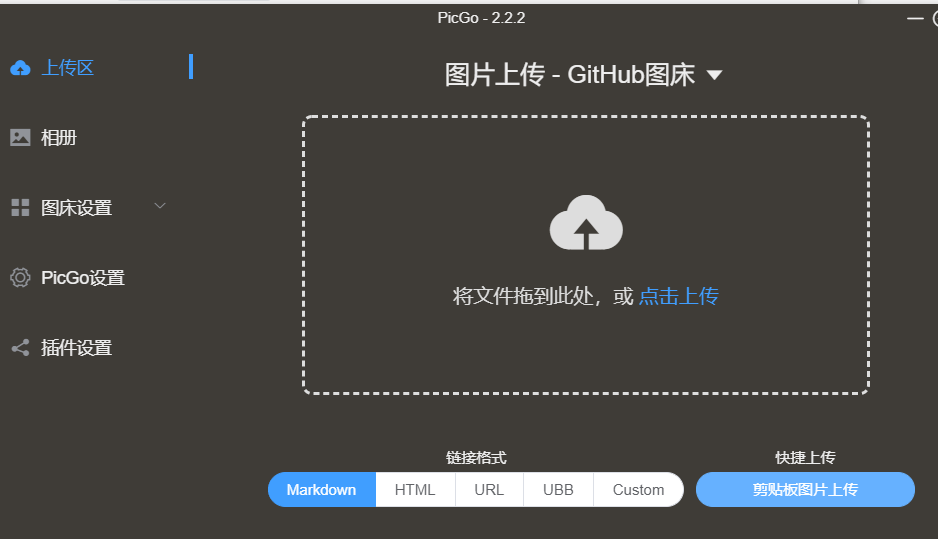 PicGo - 2.2.2
上传区
相册
图床设置
PicGo设置
插件设置
图片上传 - GitHub图床
将文件拖到此处，或 点击上传
链接格式
Markdown HTML URL UBB Custom
快捷上传
剪贴板图片上传